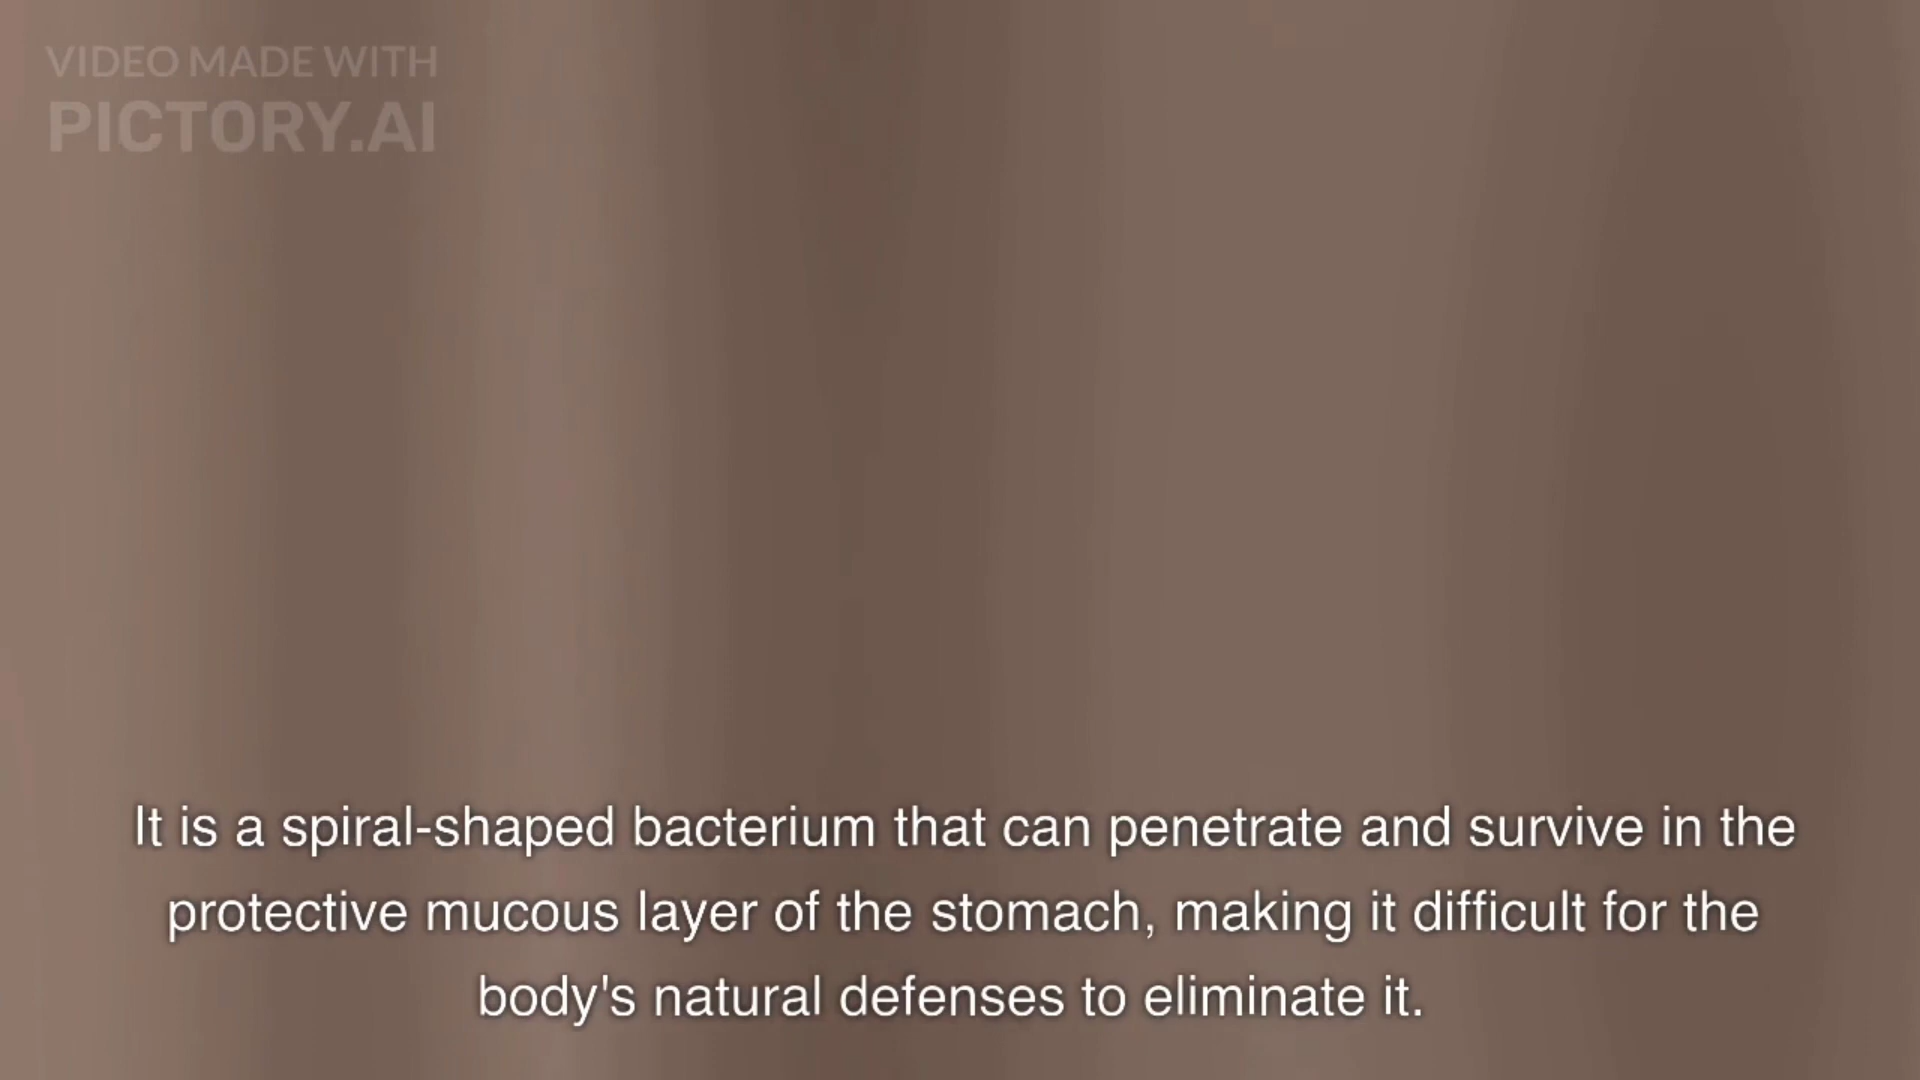 VIDEO MADE WITH
PICTORY.AI
It is a spiral-shaped bacterium that can penetrate and survive in the
protective mucous layer of the stomach, making it difficult for the
body's natural defenses to eliminate it.